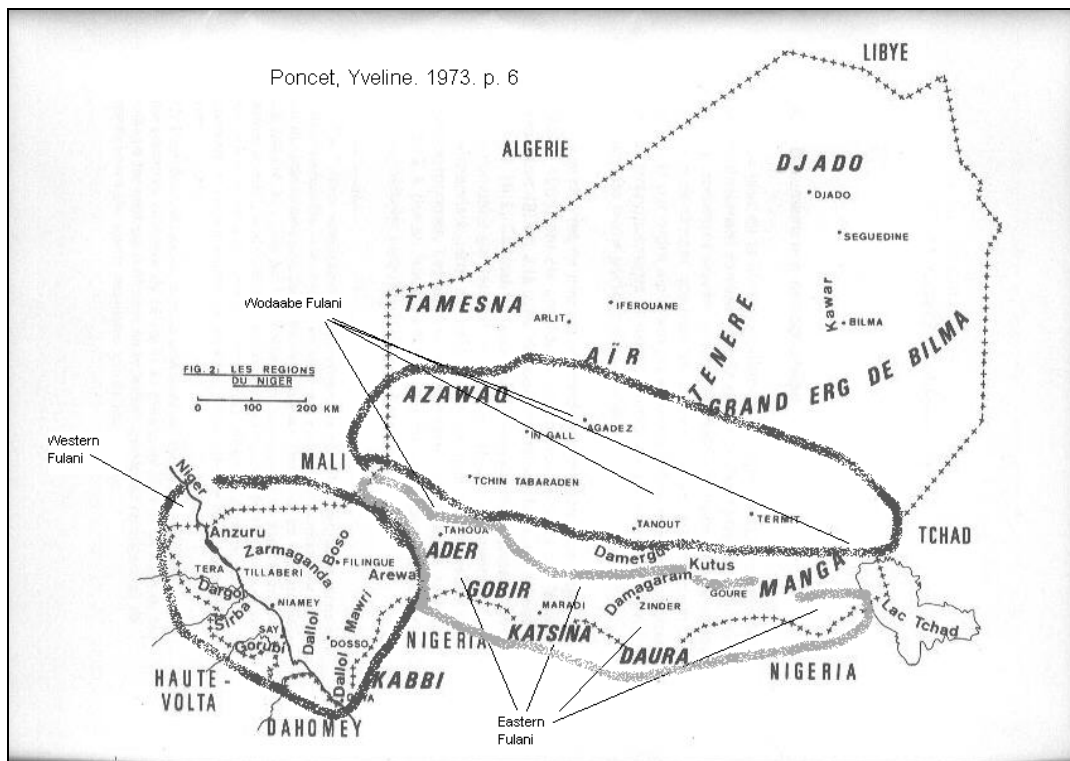 LIBYE
Poncet, Yveline. 1973. p. 6
ALGERIE
DJADO
DJADO
SEGUEDINE
Wodaabe Fulani
TAMESNA
IFEROUANE
ARLIT
Kawar
BILMA
TENERE
AÏR
GRAND ERG DE BILMA
FIG. 2: LES REGIONS
DU NIGER
0 100 200 KM
AZAWAQ
AGADEZ
IN-GALL
Western
Fulani
MALI
TCHIN TABARADEN
Niger
TANOUT
TERMIT
TCHAD
Anzuru
TAHOUA
ADER
Damergu
Kutus
Zarmaganda
Boso
FILINGUE
Arewa
TERA
TILLABERI
Dargol
Sirba
Damagaram
GOURE
MANGA
GOBIR
Mawri
NIAMEY
MARADI
ZINDER
Lac Tchad
SAY
Dallol
DOSSO
KATSINA
NIGERIA
Gorubi
DAURA
NIGERIA
HAUTE-
VOLTA
Dallol
KABBI
DAHOMEY
Eastern
Fulani